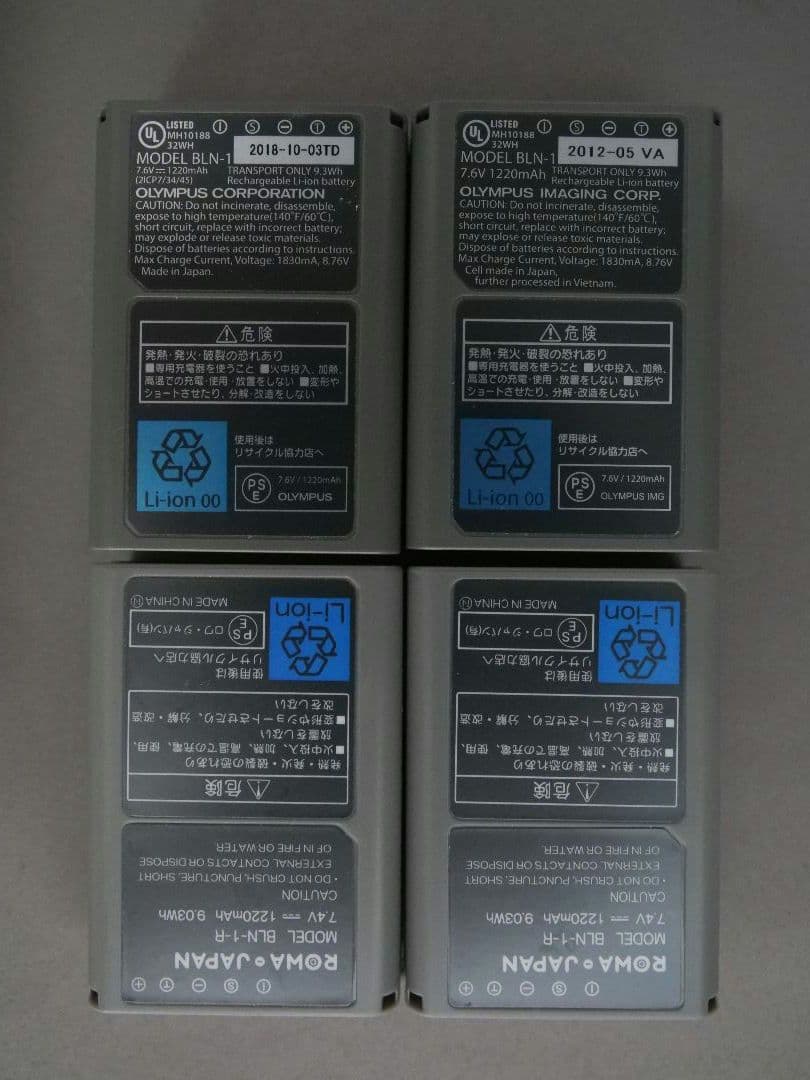 UL LISTED
MH10188
32WH
MODEL BLN-1
2018-10-03TD
7.6V⎓1220mAh
(2ICP7/34/45)
TRANSPORT ONLY 9.3Wh
Rechargeable Li-ion battery
OLYMPUS CORPORATION
CAUTION: Do not incinerate, disassemble,
expose to high temperature(140˚F/60˚C),
short circuit, replace with incorrect battery;
may explode or release toxic materials.
Dispose of batteries according to instructions.
Max Charge Current, Voltage: 1830mA, 8.76V
Made in Japan.
⚠危険
発熱・発火・破裂の恐れあり
■専用充電器を使うこと ■火中投入、加熱、
高温での充電・使用・放置をしない ■変形や
ショートさせたり、分解・改造をしない
Li-ion 00
使用後は
リサイクル協力店へ
PSE
7.6V / 1220mAh
OLYMPUS
UL LISTED
MH10188
32WH
MODEL BLN-1
2012-05 VA
7.6V 1220mAh
TRANSPORT ONLY 9.3Wh
Rechargeable Li-ion battery
OLYMPUS IMAGING CORP.
CAUTION: Do not incinerate, disassemble,
expose to high temperature(140˚F/60˚C),
short circuit, replace with incorrect battery;
may explode or release toxic materials.
Dispose of batteries according to instructions.
Max Charge Current, Voltage: 1830mA, 8.76V
Cell made in Japan,
further processed in Vietnam.
⚠危険
発熱・発火・破裂の恐れあり
■専用充電器を使うこと ■火中投入、加熱、
高温での充電・使用・放置をしない ■変形や
ショートさせたり、分解・改造をしない
Li-ion 00
使用後は
リサイクル協力店へ
PSE
7.6V / 1220mAh
OLYMPUS IMG
ⒾⓈ⊖Ⓣ⊕
ROWA JAPAN
MODEL BLN-1-R
7.4V ⎓ 1220mAh 9.03Wh
CAUTION
・DO NOT CRUSH, PUNCTURE, SHORT
EXTERNAL CONTACTS OR DISPOSE
OF IN FIRE OR WATER.
⚠危険
発熱・発火・破裂の恐れあり
■火中投入、加熱、高温での充電、使用、
放置をしない
■変形やショートさせたり、分解・改造
改をしない
Li-ion
使用後は
リサイクル協力店へ
PSE
ロワ・ジャパン(有)
MADE IN CHINA Ⓝ
ⒾⓈ⊖Ⓣ⊕
ROWA JAPAN
MODEL BLN-1-R
7.4V ⎓ 1220mAh 9.03Wh
CAUTION
・DO NOT CRUSH, PUNCTURE, SHORT
EXTERNAL CONTACTS OR DISPOSE
OF IN FIRE OR WATER.
⚠危険
発熱・発火・破裂の恐れあり
■火中投入、加熱、高温での充電、使用、
放置をしない
■変形やショートさせたり、分解・改造
改をしない
Li-ion
使用後は
リサイクル協力店へ
PSE
ロワ・ジャパン(有)
MADE IN CHINA Ⓝ